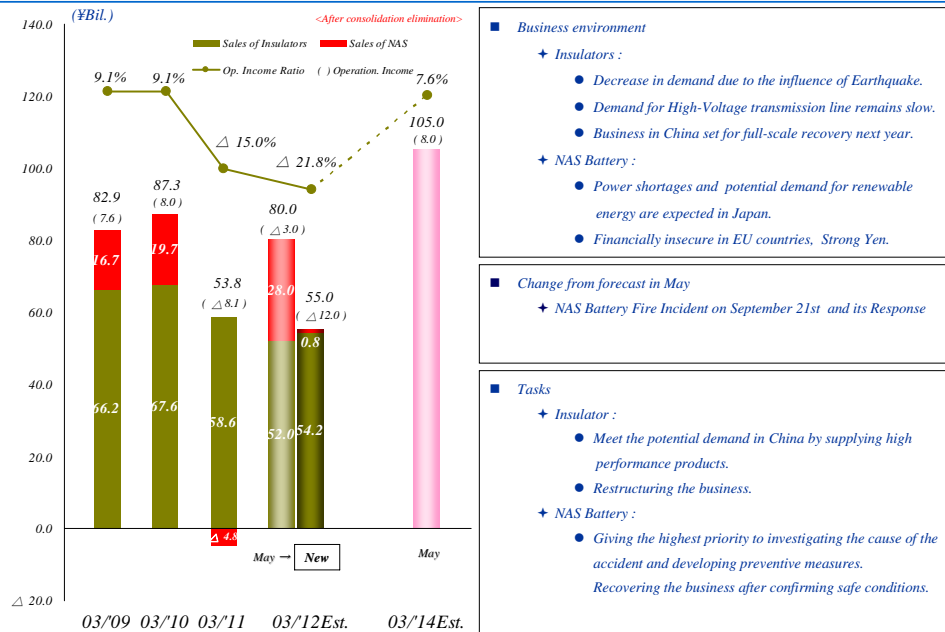 (¥Bil.)
<After consolidation elimination>
Sales of Insulators
Sales of NAS
Op. Income Ratio
( ) Operation. Income
140.0
120.0
100.0
80.0
60.0
40.0
20.0
0.0
△ 20.0
9.1%
9.1%
△ 15.0%
△ 21.8%
7.6%
82.9
( 7.6 )
16.7
66.2
87.3
(8.0 )
19.7
67.6
53.8
( △ 8.1 )
58.6
△ 4.8
80.0
( △ 3.0 )
28.0
52.0
55.0
( △ 12.0 )
0.8
54.2
105.0
( 8.0 )
May → New
May
03/'09 03/'10 03/'11 03/'12Est. 03/'14Est.
Business environment
Insulators :
Decrease in demand due to the influence of Earthquake.
Demand for High-Voltage transmission line remains slow.
Business in China set for full-scale recovery next year.
NAS Battery :
Power shortages and potential demand for renewable
energy are expected in Japan.
Financially insecure in EU countries, Strong Yen.
Change from forecast in May
NAS Battery Fire Incident on September 21st and its Response
Tasks
Insulator :
Meet the potential demand in China by supplying high
performance products.
Restructuring the business.
NAS Battery :
Giving the highest priority to investigating the cause of the
accident and developing preventive measures.
Recovering the business after confirming safe conditions.